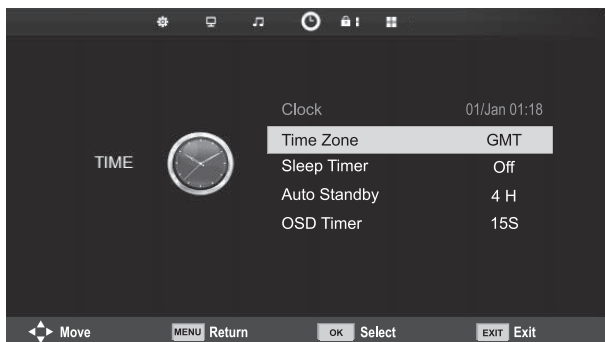 Clock 01/Jan 01:18
Time Zone GMT
TIME
Sleep Timer Off
Auto Standby 4 H
OSD Timer 15S
Move MENU Return OK Select EXIT Exit